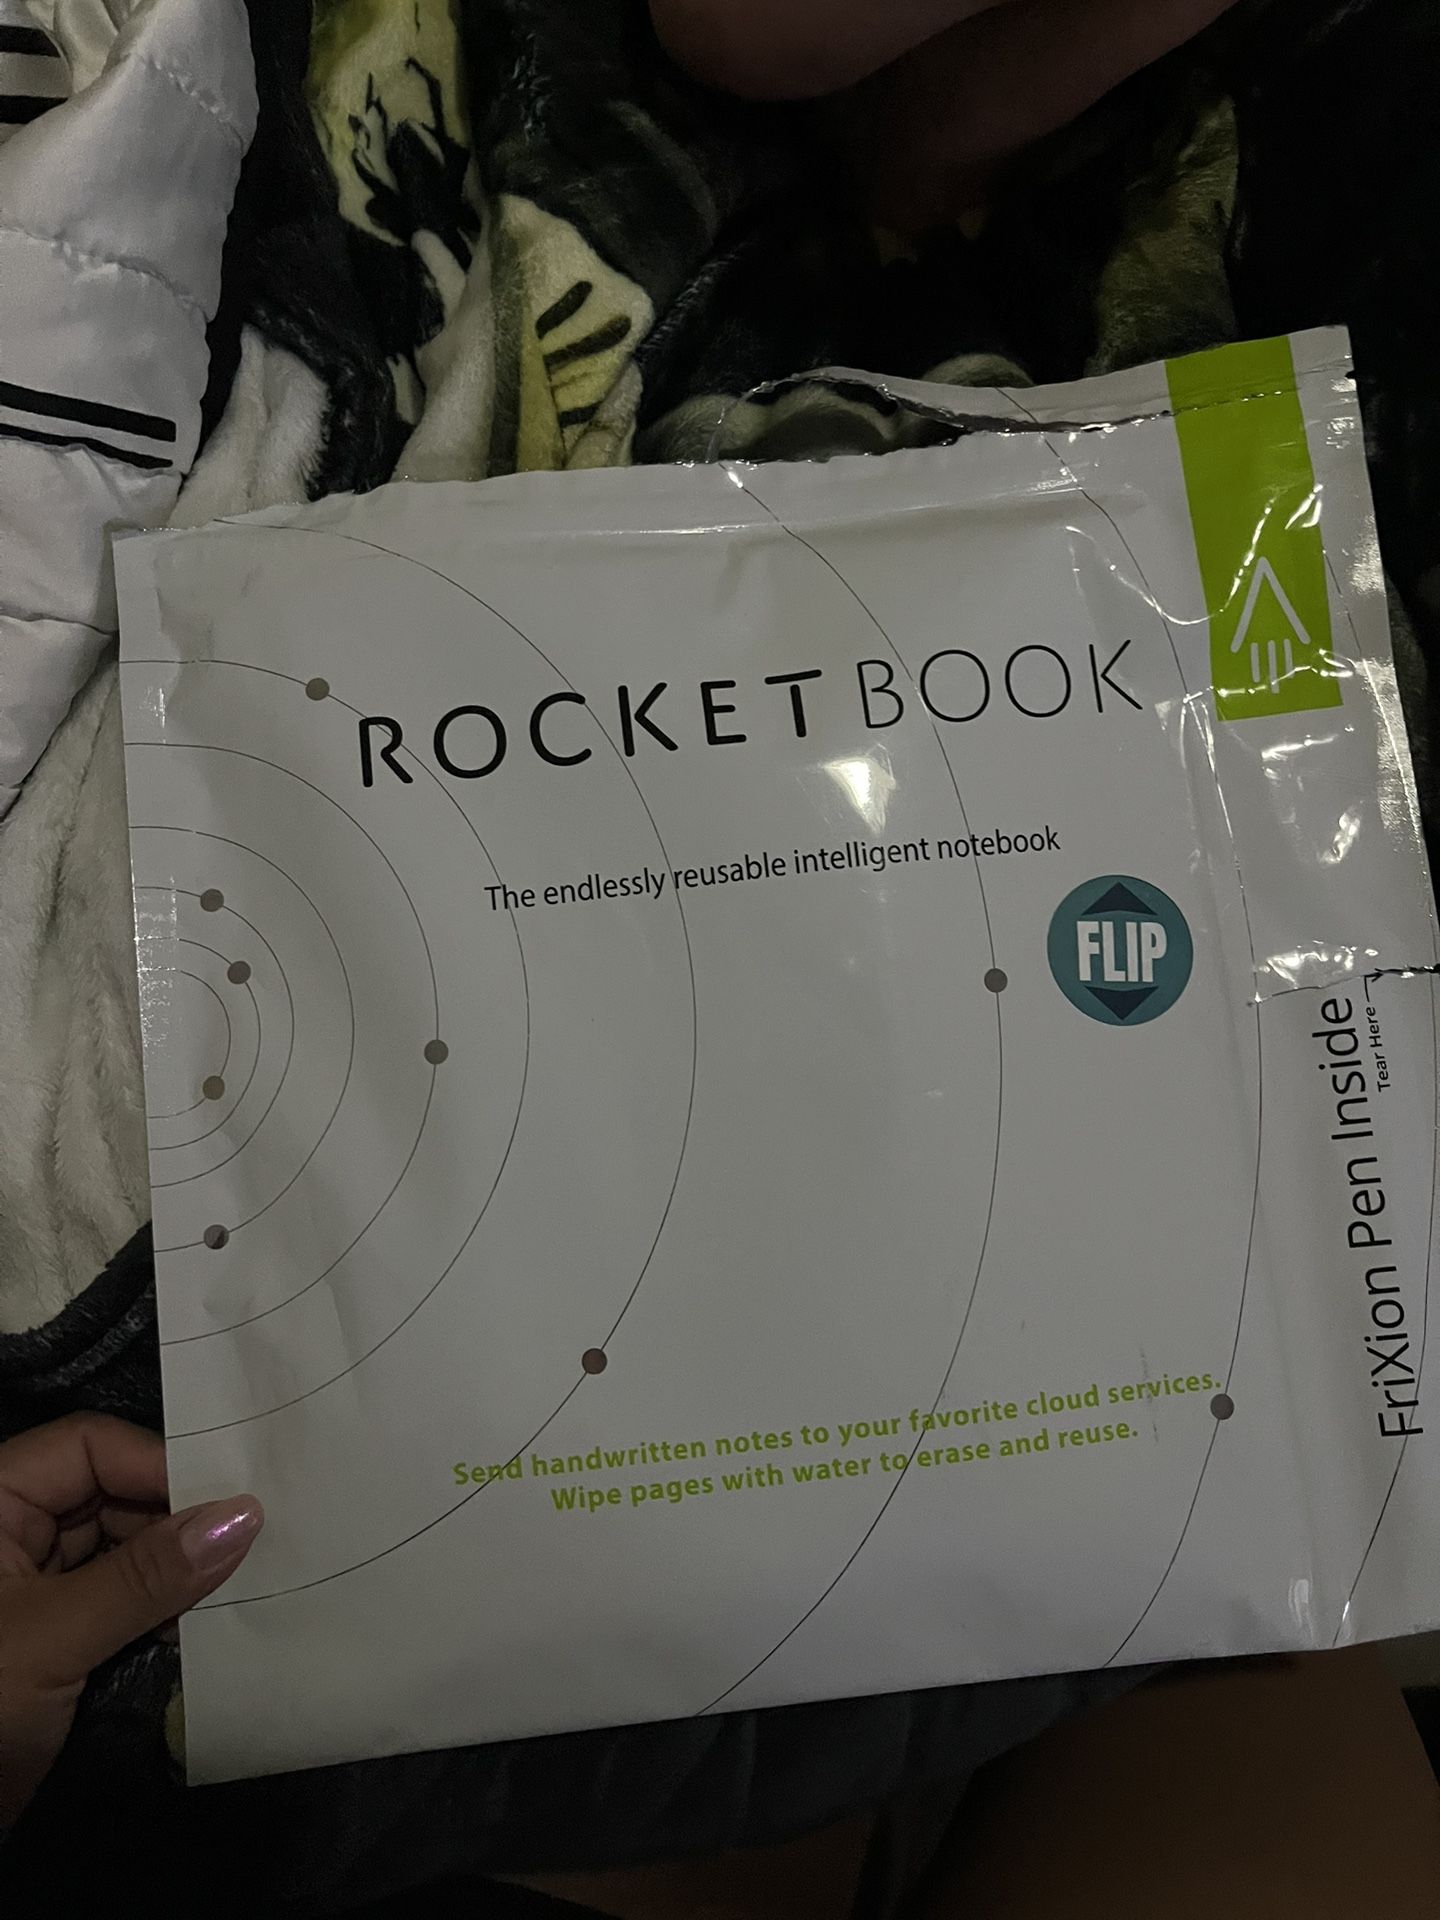 ROCKETBOOK
The endlessly reusable intelligent notebook
FLIP
FriXion Pen Inside
Tear Here
Send handwritten notes to your favorite cloud services.
Wipe pages with water to erase and reuse.